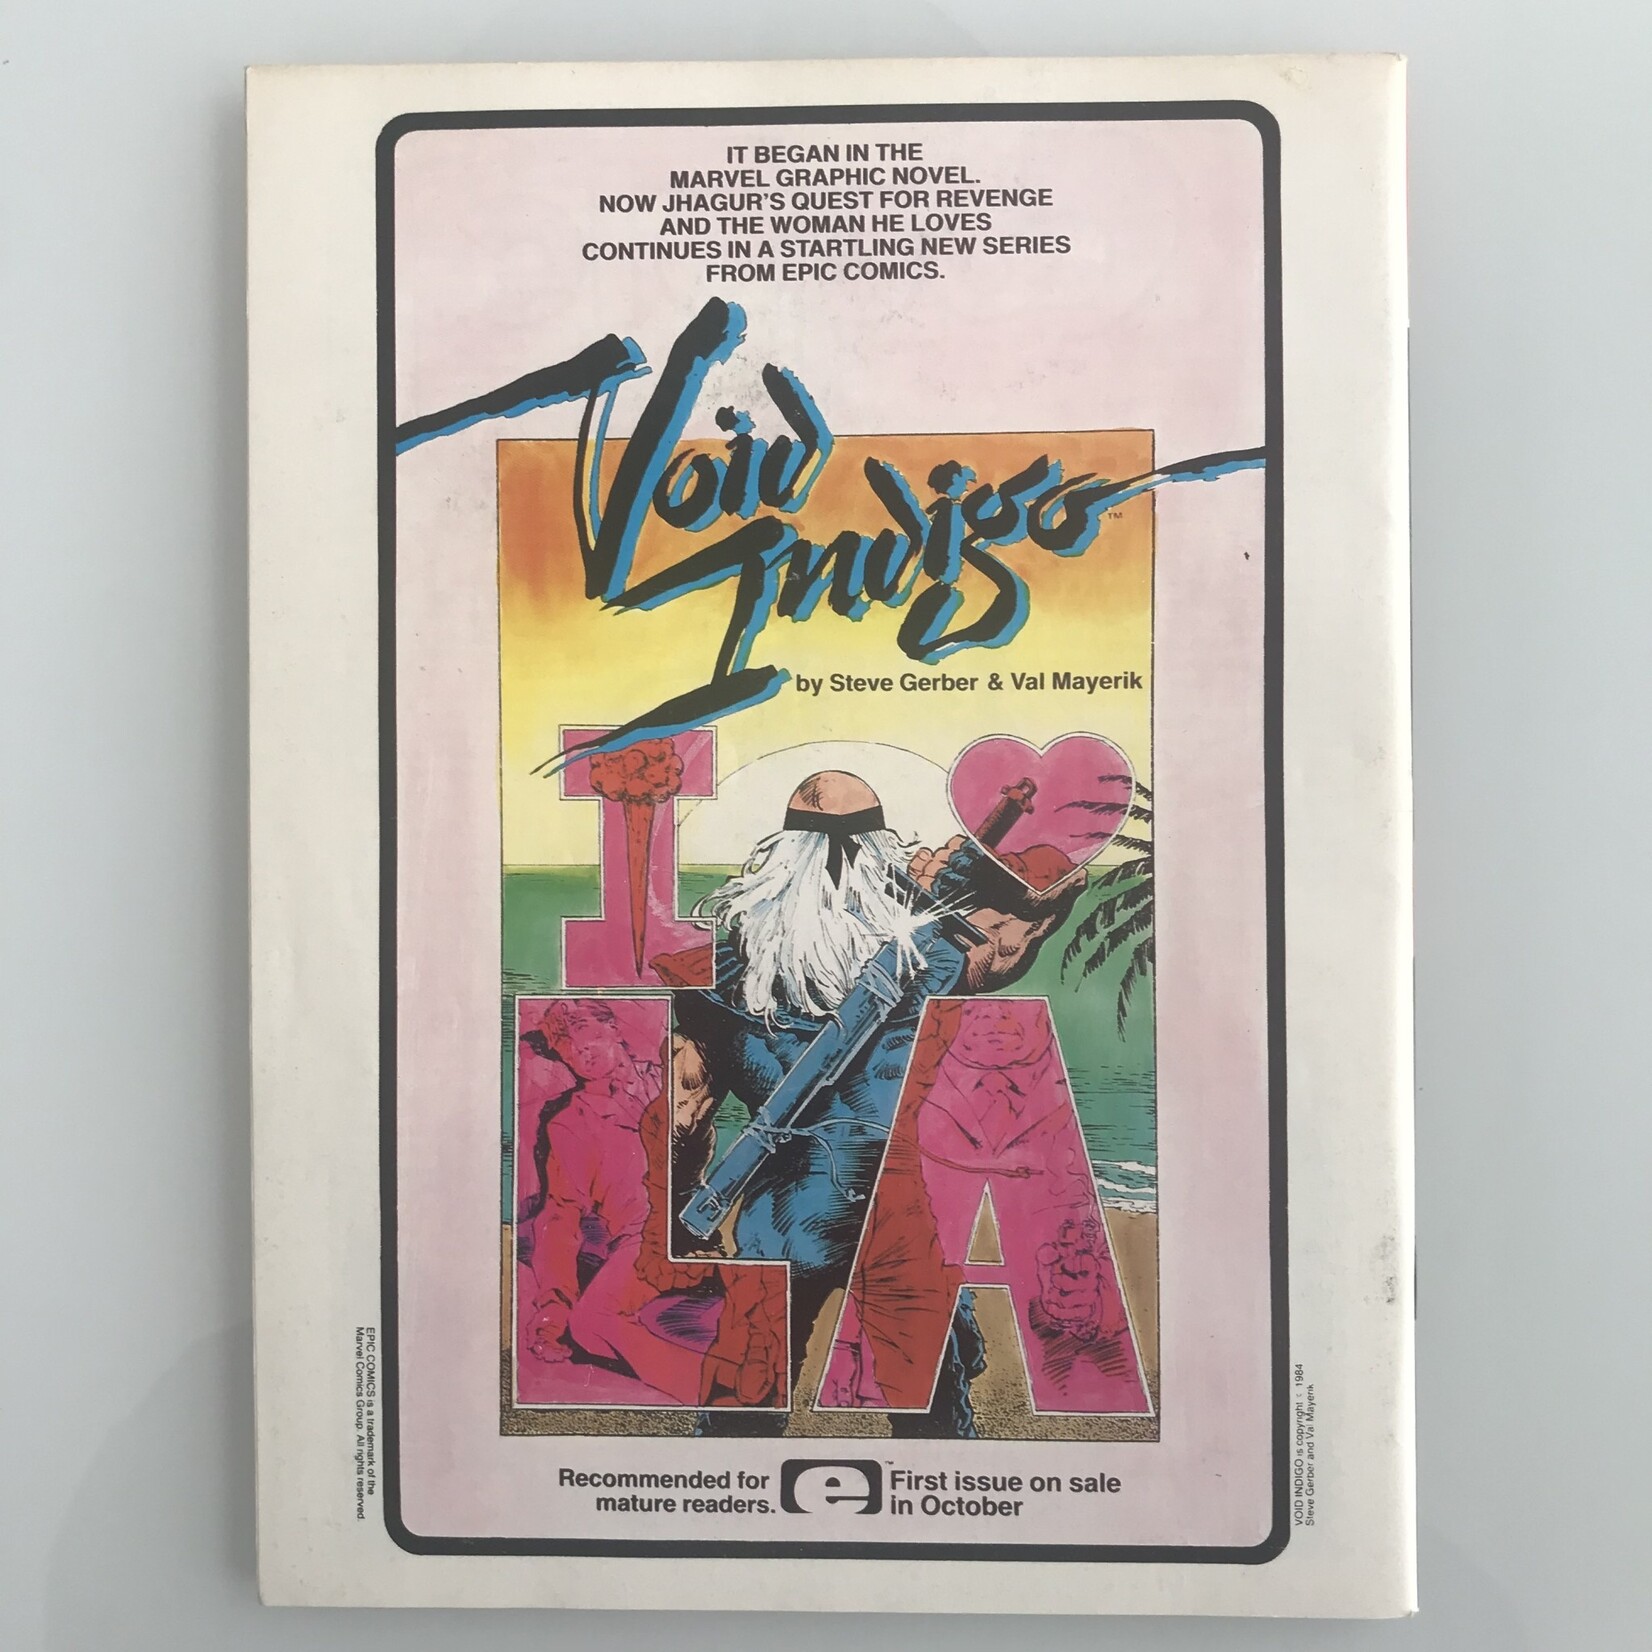 IT BEGAN IN THE
MARVEL GRAPHIC NOVEL.
NOW JHAGUR'S QUEST FOR REVENGE
AND THE WOMAN HE LOVES
CONTINUES IN A STARTLING NEW SERIES
FROM EPIC COMICS.
Void
Indigo™
by Steve Gerber & Val Mayerik
I ♥
LA
Recommended for
mature readers.
e™
First issue on sale
in October
EPIC COMICS is a trademark of the
Marvel Comics Group. All rights reserved.
VOID INDIGO is copyright © 1984
Steve Gerber and Val Mayerik